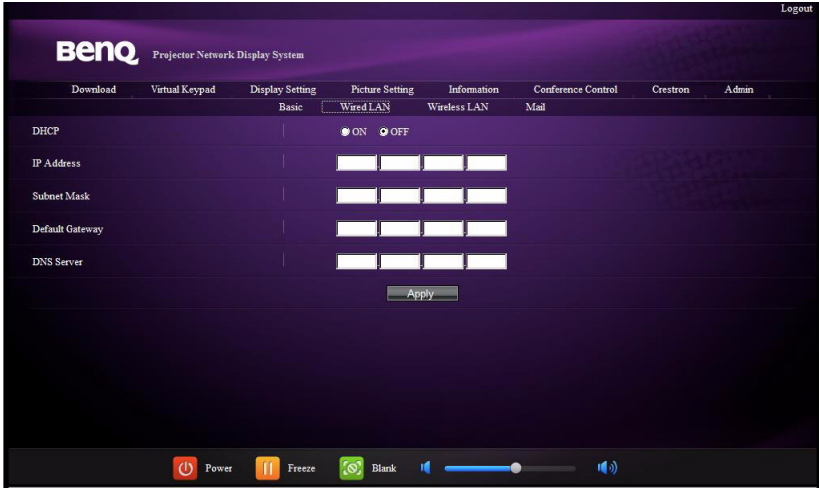 Logout
BenQ Projector Network Display System
Download Virtual Keypad Display Setting Picture Setting Information Conference Control Crestron Admin
Basic Wired LAN Wireless LAN Mail
DHCP ON OFF
IP Address . . .
Subnet Mask . . .
Default Gateway . . .
DNS Server . . .
Apply
Power Freeze Blank